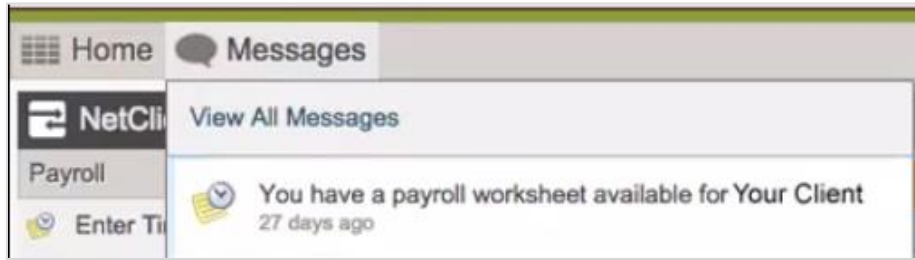 Home Messages
NetCli
View All Messages
Payroll
You have a payroll worksheet available for Your Client
27 days ago
Enter Ti